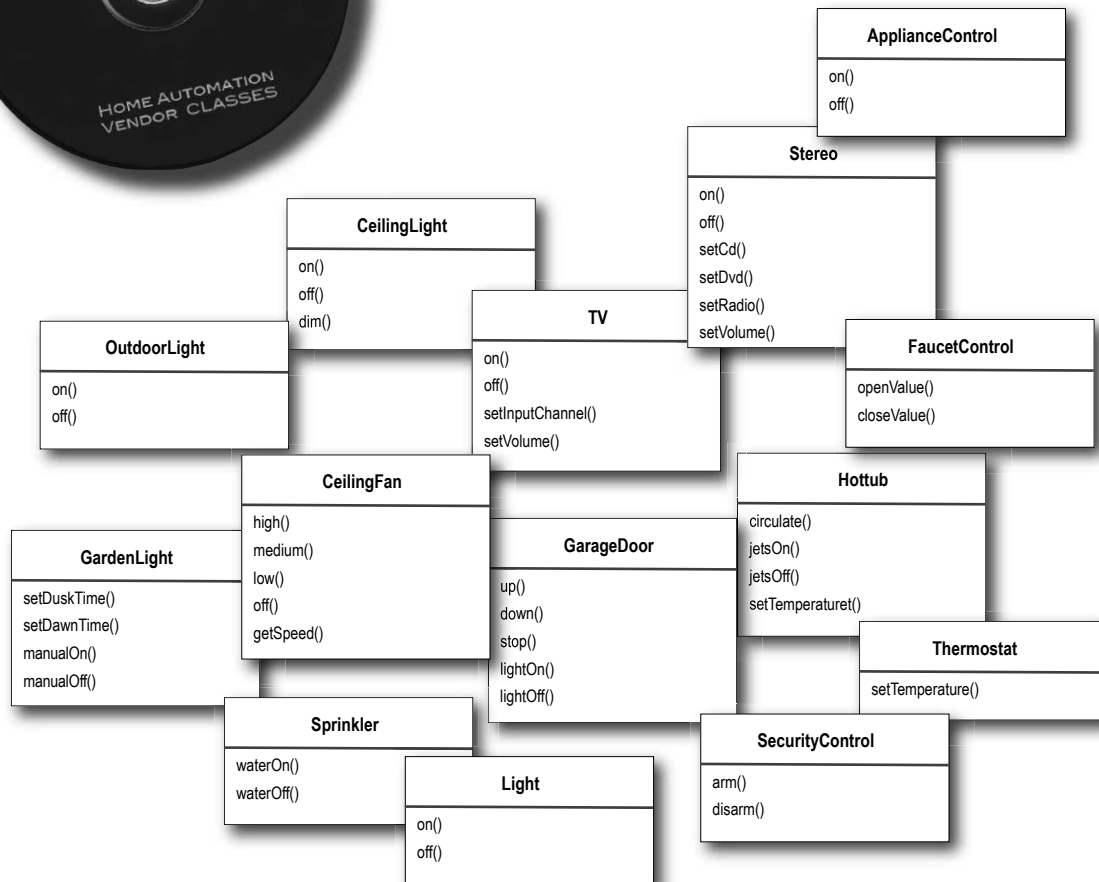 HOME AUTOMATION
VENDOR CLASSES
ApplianceControl
on()
off()
Stereo
on()
off()
setCd()
setDvd()
setRadio()
setVolume()
CeilingLight
on()
off()
dim()
TV
on()
off()
setInputChannel()
setVolume()
OutdoorLight
on()
off()
FaucetControl
openValue()
closeValue()
CeilingFan
high()
medium()
low()
off()
getSpeed()
Hottub
circulate()
jetsOn()
jetsOff()
setTemperaturet()
GardenLight
setDuskTime()
setDawnTime()
manualOn()
manualOff()
GarageDoor
up()
down()
stop()
lightOn()
lightOff()
Thermostat
setTemperature()
Sprinkler
waterOn()
waterOff()
SecurityControl
arm()
disarm()
Light
on()
off()